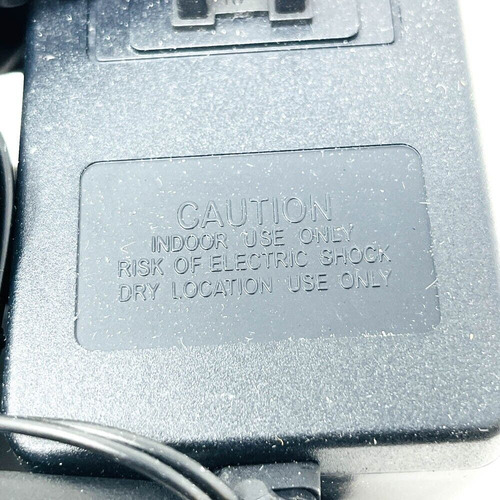 CAUTION
INDOOR USE ONLY
RISK OF ELECTRIC SHOCK
DRY LOCATION USE ONLY